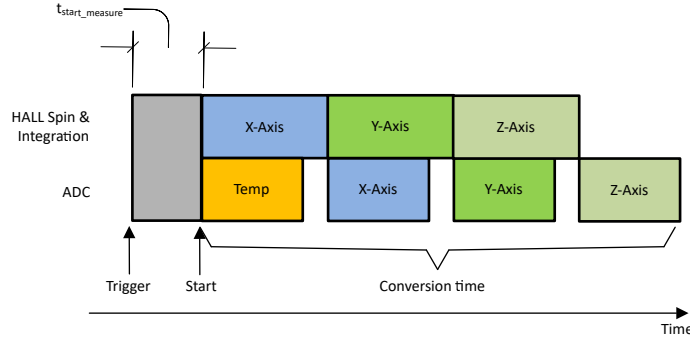 tstart_measure
HALL Spin &
Integration
X-Axis
Y-Axis
Z-Axis
ADC
Temp
X-Axis
Y-Axis
Z-Axis
Trigger
Start
Conversion time
Time